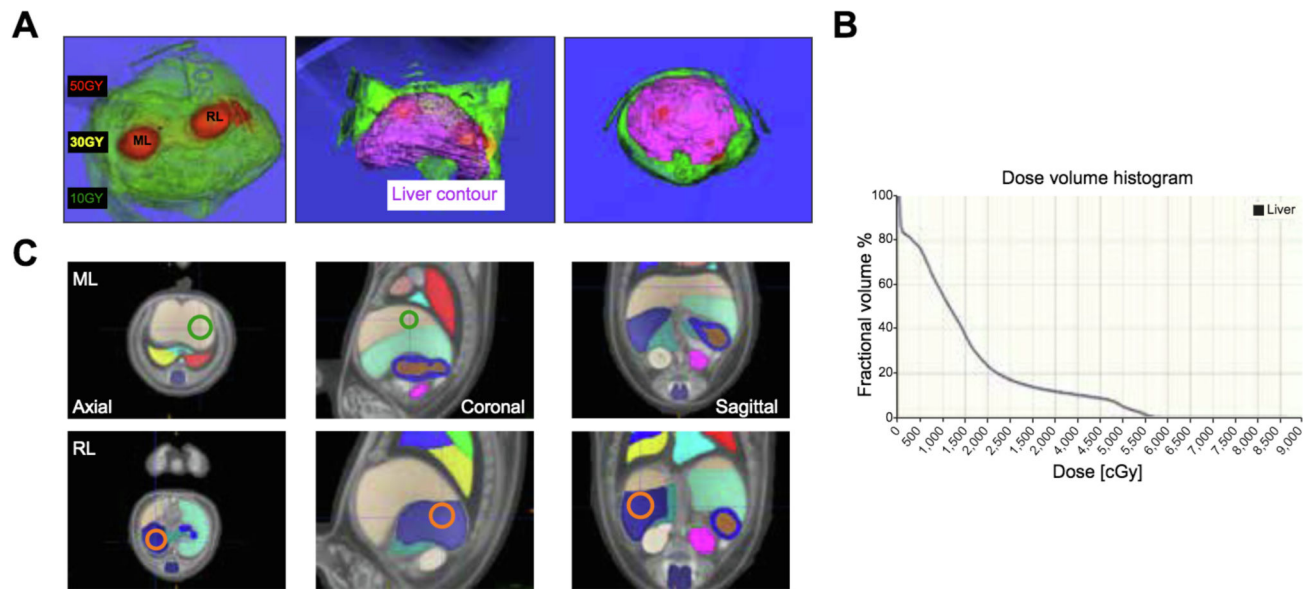 A
50GY
30GY
10GY
ML
RL
Liver contour
B
Dose volume histogram
Liver
Fractional volume %
100
80
60
40
20
0
0
500
1,000
1,500
2,000
2,500
3,000
2,000
4,000
4,500
5,000
5,500
6,000
6,500
7,000
7,500
8,000
8,500
9,000
Dose [cGy]
C
ML
Axial
Coronal
Sagittal
RL